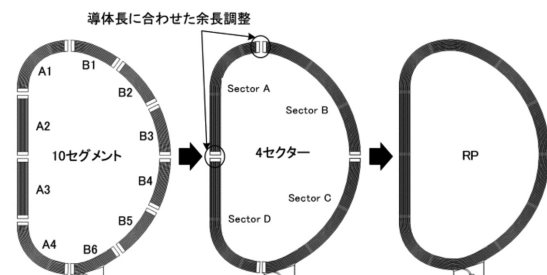 導体長に合わせた余長調整
A1
B1
B2
A2
B3
10セグメント
A3
B4
B5
A4
B6
Sector A
Sector B
4セクター
Sector C
Sector D
RP